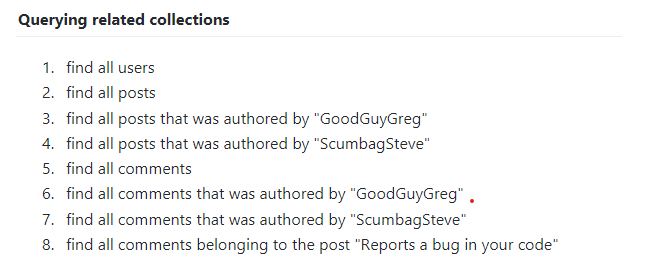 Querying related collections
1. find all users
2. find all posts
3. find all posts that was authored by "GoodGuyGreg"
4. find all posts that was authored by "ScumbagSteve"
5. find all comments
6. find all comments that was authored by "GoodGuyGreg"
7. find all comments that was authored by "ScumbagSteve"
8. find all comments belonging to the post "Reports a bug in your code"